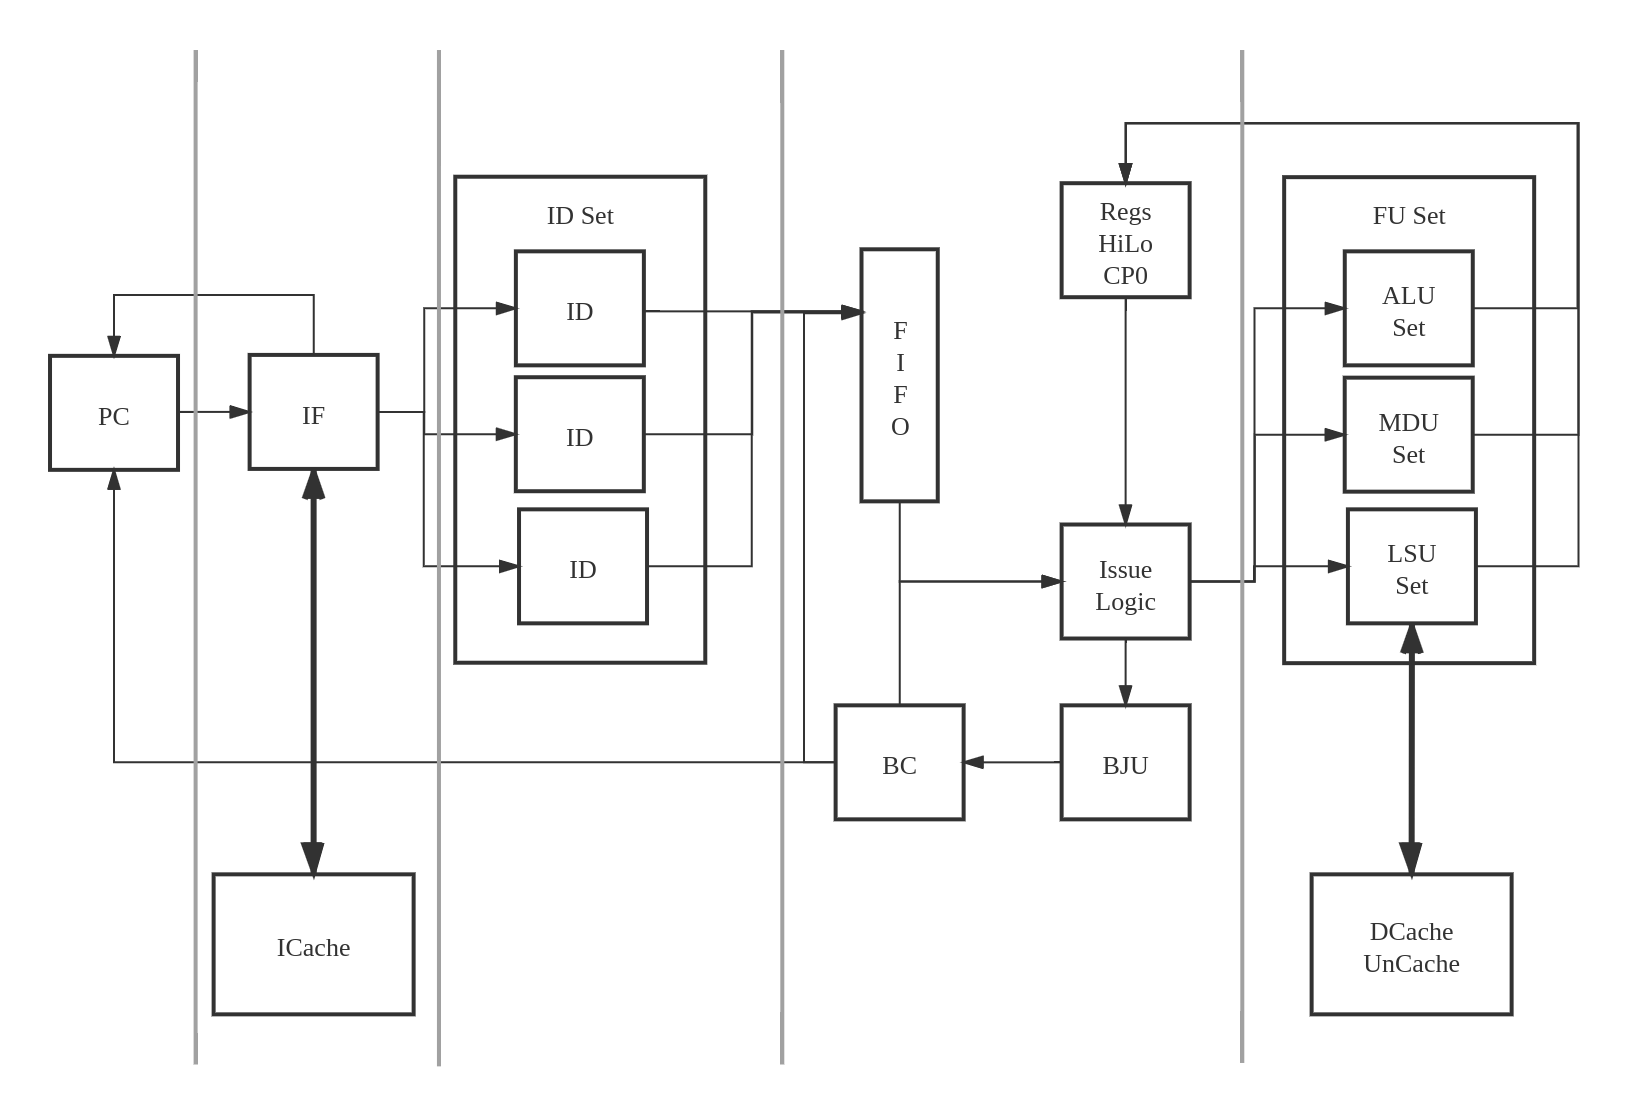 PC
IF
ICache
ID Set
ID
ID
ID
F
I
F
O
BC
Regs
HiLo
CP0
Issue
Logic
BJU
FU Set
ALU
Set
MDU
Set
LSU
Set
DCache
UnCache